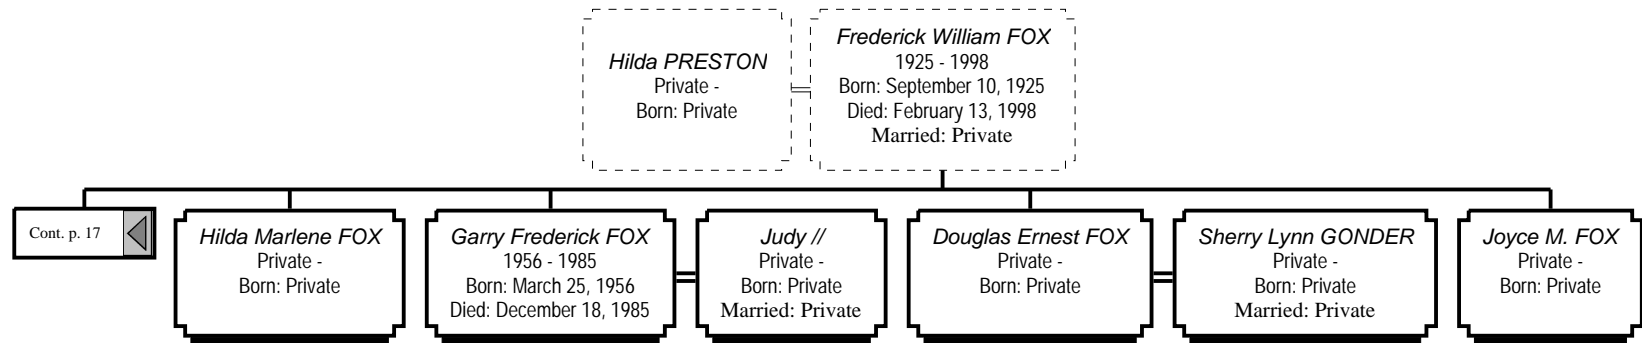 Hilda PRESTON
Private -
Born: Private
Frederick William FOX
1925 - 1998
Born: September 10, 1925
Died: February 13, 1998
Married: Private
Cont. p. 17
Hilda Marlene FOX
Private -
Born: Private
Garry Frederick FOX
1956 - 1985
Born: March 25, 1956
Died: December 18, 1985
Judy //
Private -
Born: Private
Married: Private
Douglas Ernest FOX
Private -
Born: Private
Sherry Lynn GONDER
Private -
Born: Private
Married: Private
Joyce M. FOX
Private -
Born: Private